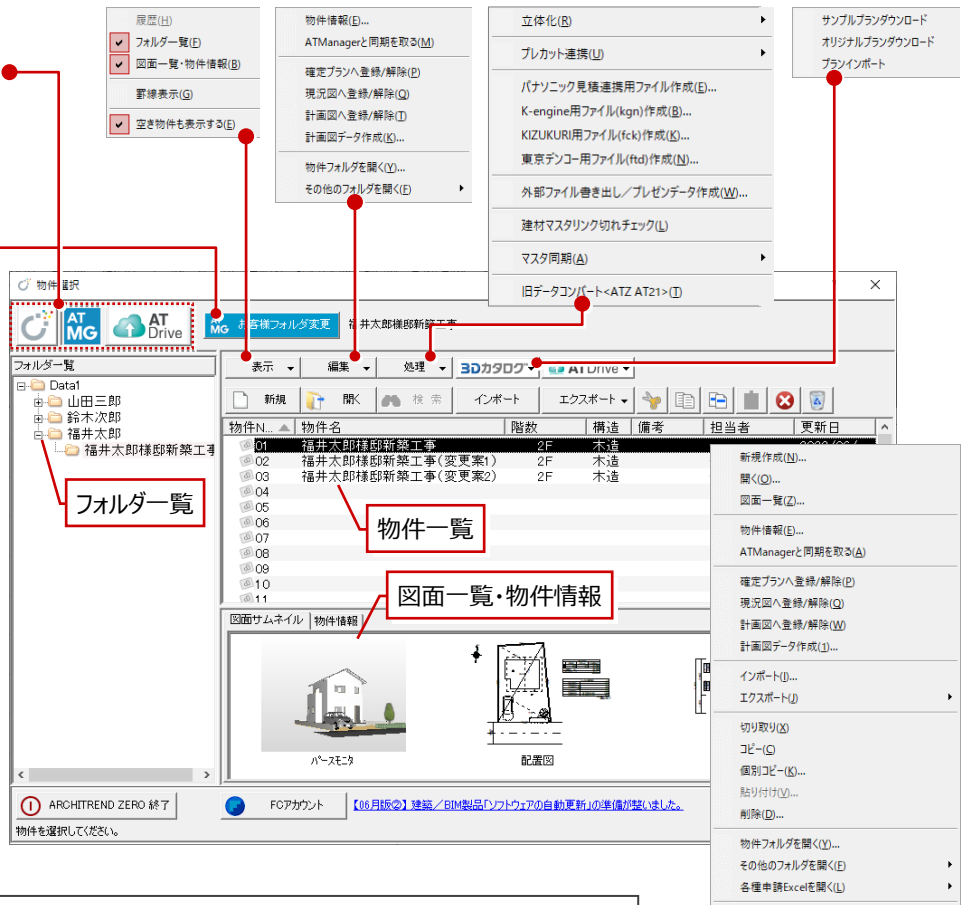 履歴(H)
フォルダ一覧(F)
図面一覧・物件情報(B)
罫線表示(G)
空き物件も表示する(E)
物件情報(E)...
ATManagerと同期を取る(M)
確定プランへ登録/解除(P)
現況図へ登録/解除(Q)
計画図へ登録/解除(T)
計画図データ作成(K)...
物件フォルダを開く(Y)...
その他のフォルダを開く(F)
立体化(R)
プレカット連携(U)
パナソニック見積連携用ファイル作成(E)...
K-engine用ファイル(kgn)作成(B)...
KIZUKURI用ファイル(fck)作成(K)...
東京デンコー用ファイル(ftd)作成(N)...
外部ファイル書き出し／プレゼンデータ作成(W)...
建材マスタリンク切れチェック(L)
マスタ同期(A)
旧データコンバート<ATZ AT21>(T)
サンプルプランダウンロード
オリジナルプランダウンロード
プランインポート
物件選択
AT MG
AT Drive
MG お客様フォルダ変更
福井太郎様邸新築工事
フォルダ一覧
Data1
山田三郎
鈴木次郎
福井太郎
福井太郎様邸新築工事
フォルダ一覧
表示
編集
処理
3Dカタログ
AT Drive
新規
開く
検 索
インポート
エクスポート
物件N... 物件名 階数 構造 備考 担当者 更新日
01 福井太郎様邸新築工事 2F 木造
02 福井太郎様邸新築工事(変更案1) 2F 木造
03 福井太郎様邸新築工事(変更案2) 2F 木造
04
05
06
07
08
09
10
11
物件一覧
図面一覧・物件情報
図面サムネイル
物件情報
パースモニタ
配置図
新規作成(N)...
開く(O)...
図面一覧(Z)...
物件情報(E)...
ATManagerと同期を取る(A)
確定プランへ登録/解除(P)
現況図へ登録/解除(Q)
計画図へ登録/解除(W)
計画図データ作成(1)...
インポート(I)...
エクスポート(J)
切り取り(X)
コピー(C)
個別コピー(K)...
貼り付け(V)...
削除(D)...
物件フォルダを開く(Y)...
その他のフォルダを開く(F)
各種申請Excelを開く(L)
ARCHITREND ZERO 終了
FCアカウント
【06月版②】建築／BIM製品「ソフトウェアの自動更新」の準備が整いました。
物件を選択してください。